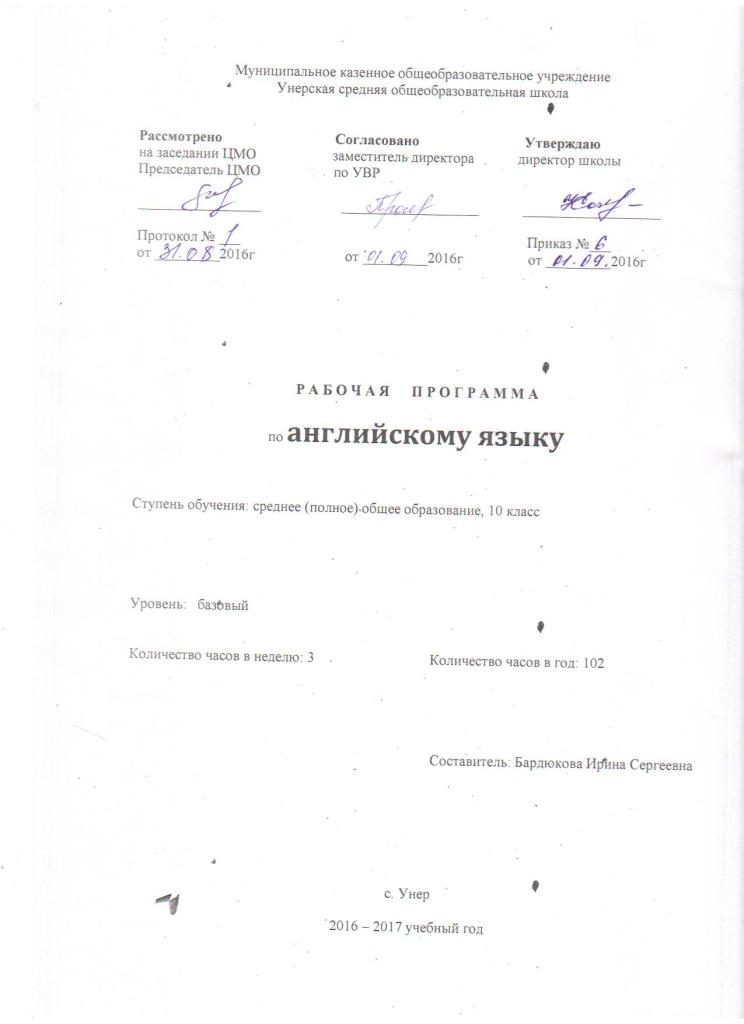 Муниципальное казенное общеобразовательное учреждение
Унерская средняя общеобразовательная школа
Рассмотрено
на заседании ЦМО
Председатель ЦМО
Протокол № 1
от 31.08 2016г
Согласовано
заместитель директора
по УВР
от 01.09 2016г
Утверждаю
директор школы
Приказ № 6
от 01.09. 2016г
РАБОЧАЯ ПРОГРАММА
по английскому языку
Ступень обучения: среднее (полное) общее образование, 10 класс
Уровень: базовый
Количество часов в неделю: 3
Количество часов в год: 102
Составитель: Бардюкова Ирина Сергеевна
с. Унер
2016 – 2017 учебный год